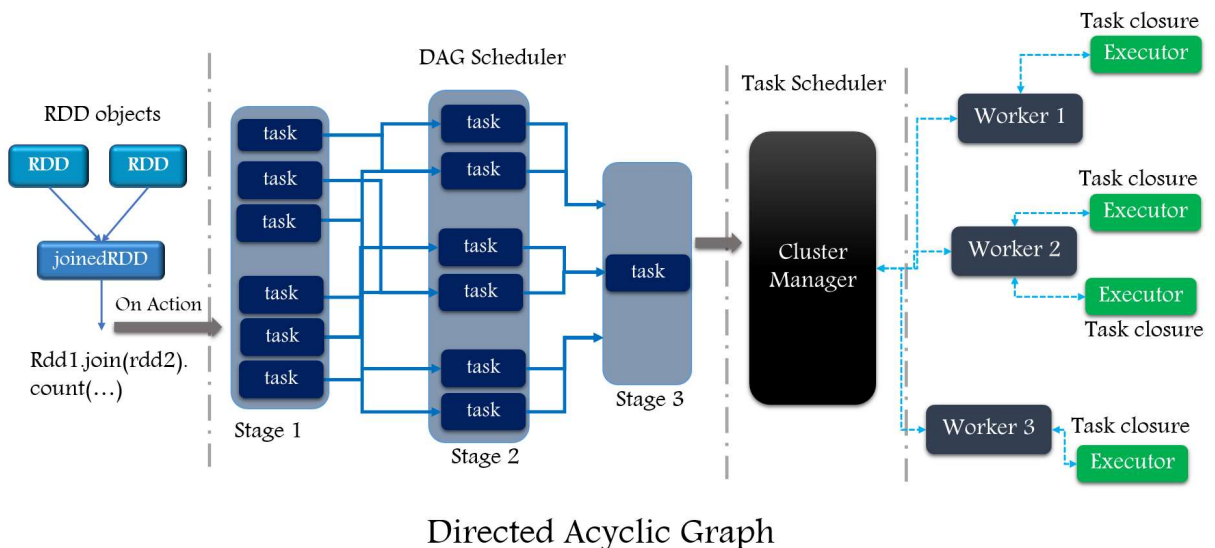 RDD objects
RDD
RDD
joinedRDD
On Action
Rdd1.join(rdd2).
count(…)
DAG Scheduler
task
task
task
task
task
task
Stage 1
task
task
task
task
task
task
Stage 2
task
Stage 3
Task Scheduler
Cluster
Manager
Task closure
Executor
Worker 1
Task closure
Executor
Worker 2
Executor
Task closure
Worker 3
Task closure
Executor
Directed Acyclic Graph